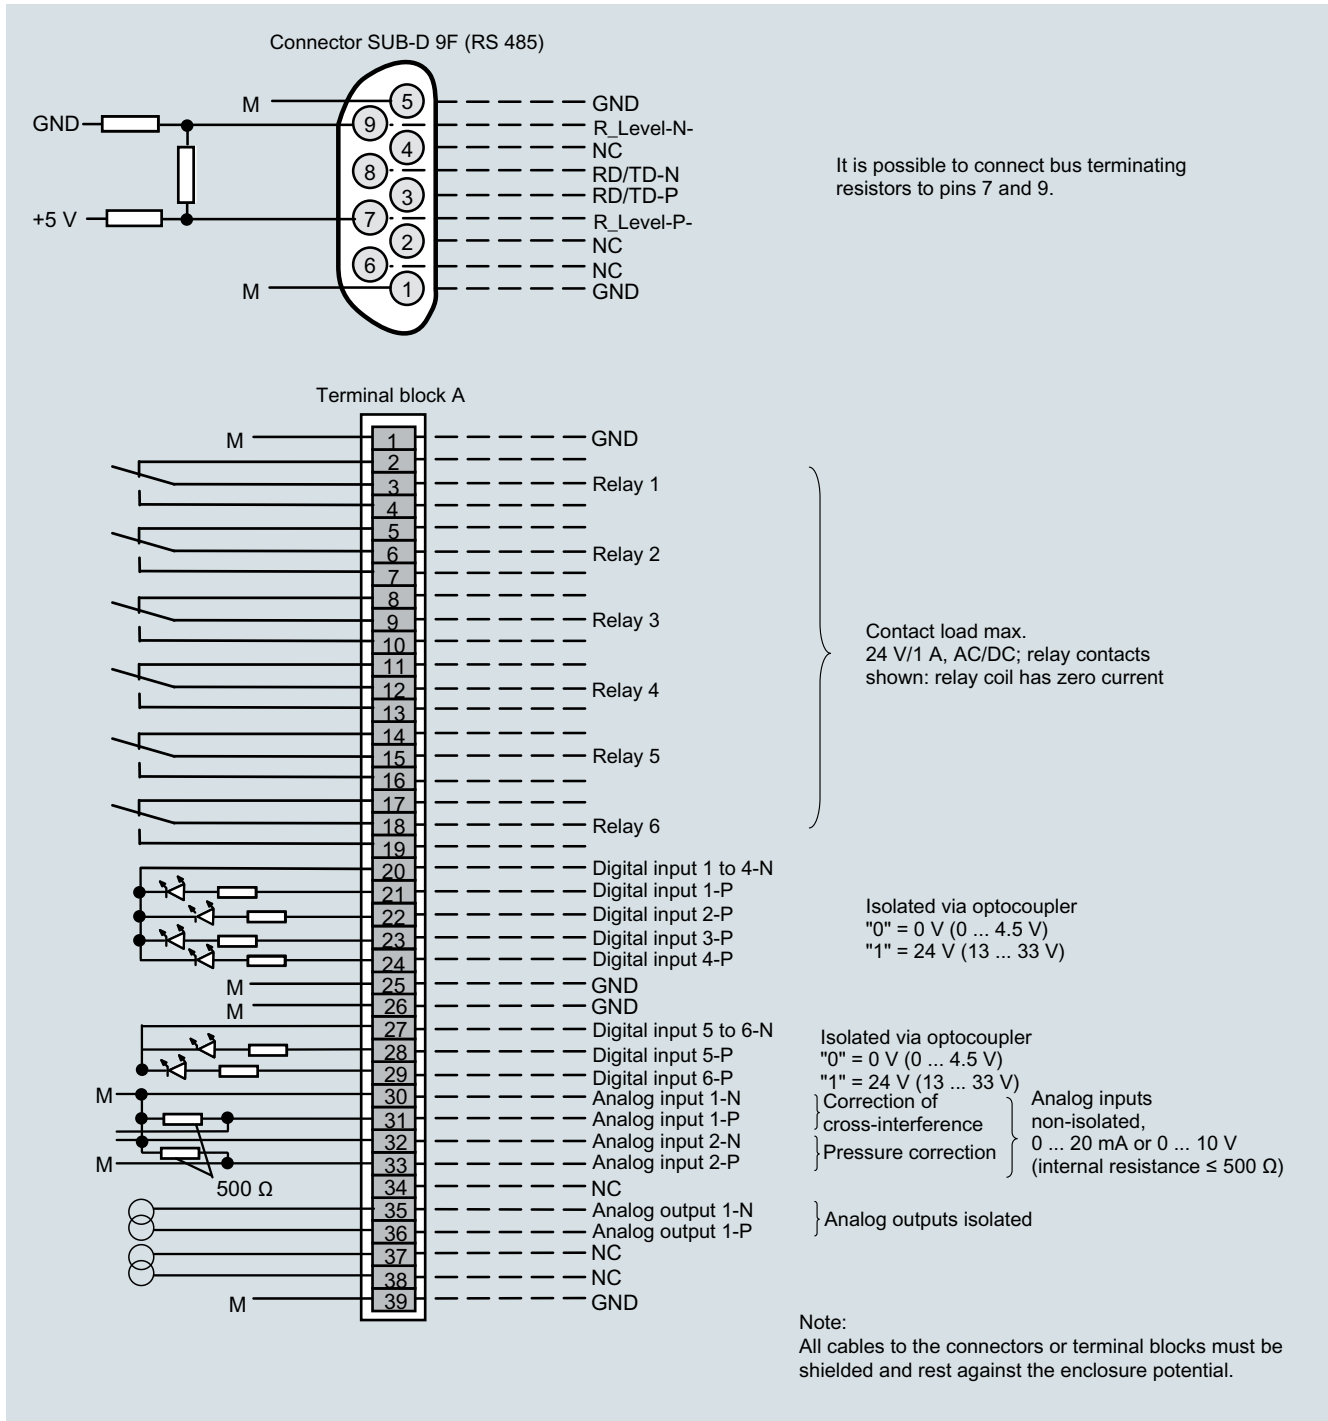 Connector SUB-D 9F (RS 485)
M
5
GND
GND
9
R_Level-N-
4
NC
8
RD/TD-N
3
RD/TD-P
+5 V
7
R_Level-P-
2
NC
6
NC
M
1
GND
It is possible to connect bus terminating
resistors to pins 7 and 9.
Terminal block A
M
1
GND
2
3
Relay 1
4
5
6
Relay 2
7
8
9
Relay 3
10
11
12
Relay 4
13
14
15
Relay 5
16
17
18
Relay 6
19
Contact load max.
24 V/1 A, AC/DC; relay contacts
shown: relay coil has zero current
20
Digital input 1 to 4-N
21
Digital input 1-P
22
Digital input 2-P
23
Digital input 3-P
24
Digital input 4-P
Isolated via optocoupler
"0" = 0 V (0 ... 4.5 V)
"1" = 24 V (13 ... 33 V)
M
25
GND
M
26
GND
27
Digital input 5 to 6-N
28
Digital input 5-P
29
Digital input 6-P
Isolated via optocoupler
"0" = 0 V (0 ... 4.5 V)
"1" = 24 V (13 ... 33 V)
M
30
Analog input 1-N
31
Analog input 1-P
32
Analog input 2-N
M
33
Analog input 2-P
500 Ω
Correction of
cross-interference
Pressure correction
Analog inputs
non-isolated,
0 ... 20 mA or 0 ... 10 V
(internal resistance ≤ 500 Ω)
34
NC
35
Analog output 1-N
36
Analog output 1-P
Analog outputs isolated
37
NC
38
NC
M
39
GND
Note:
All cables to the connectors or terminal blocks must be
shielded and rest against the enclosure potential.